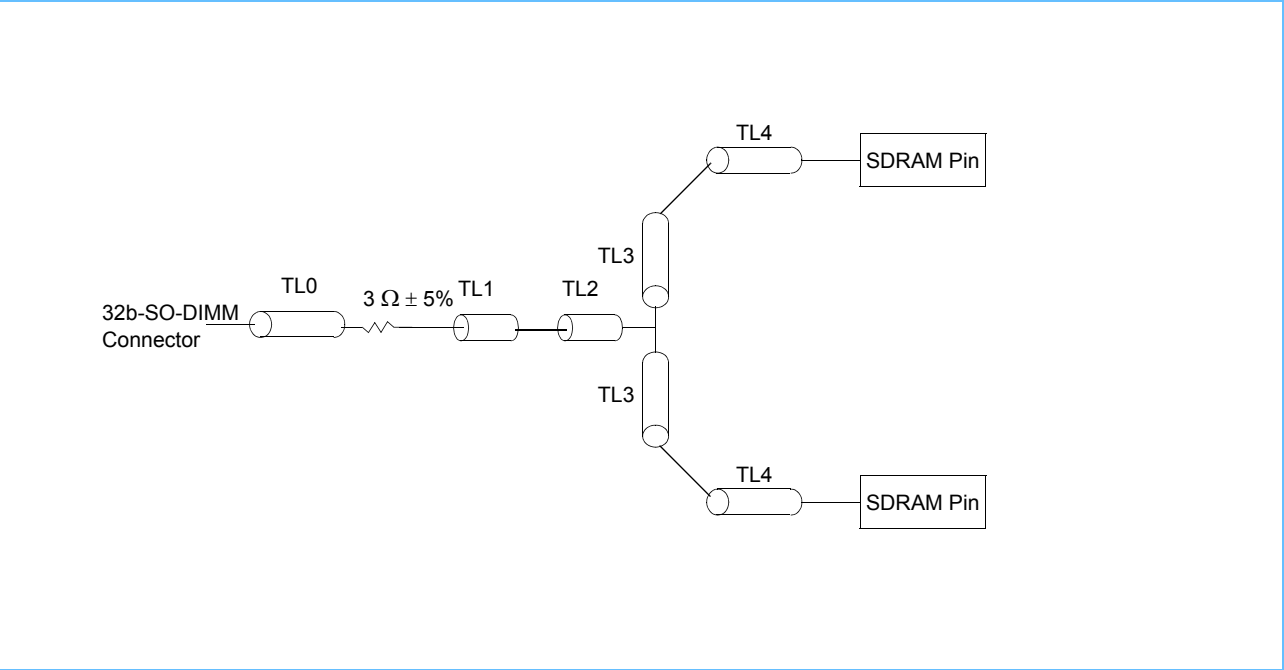 TL4
SDRAM Pin
TL3
TL0
3 Ω ± 5%
TL1
TL2
32b-SO-DIMM
Connector
TL3
TL4
SDRAM Pin